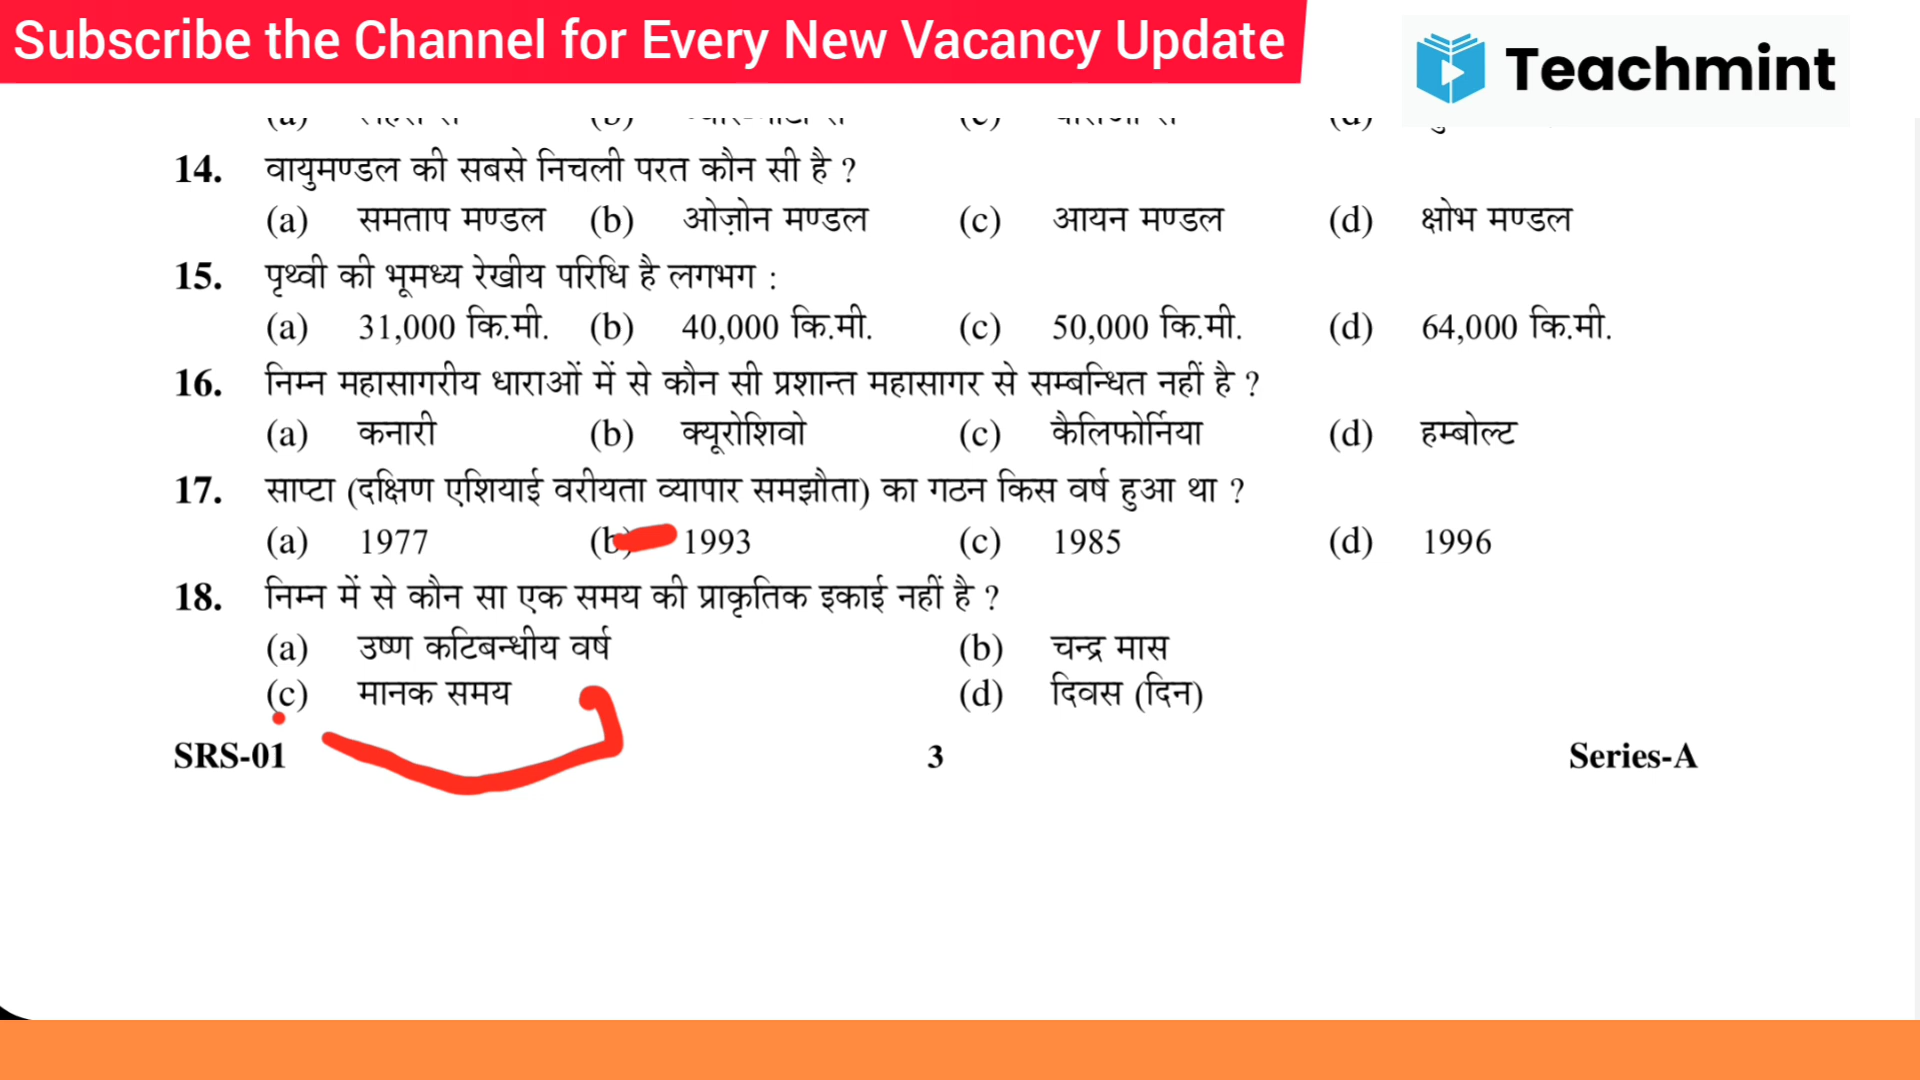 Subscribe the Channel for Every New Vacancy Update
Teachmint
14. वायुमण्डल की सबसे निचली परत कौन सी है ?
(a) समताप मण्डल (b) ओज़ोन मण्डल (c) आयन मण्डल (d) क्षोभ मण्डल
15. पृथ्वी की भूमध्य रेखीय परिधि है लगभग :
(a) 31,000 कि.मी. (b) 40,000 कि.मी. (c) 50,000 कि.मी. (d) 64,000 कि.मी.
16. निम्न महासागरीय धाराओं में से कौन सी प्रशान्त महासागर से सम्बन्धित नहीं है ?
(a) कनारी (b) क्यूरोशिवो (c) कैलिफोर्निया (d) हम्बोल्ट
17. साप्टा (दक्षिण एशियाई वरीयता व्यापार समझौता) का गठन किस वर्ष हुआ था ?
(a) 1977 (b) 1993 (c) 1985 (d) 1996
18. निम्न में से कौन सा एक समय की प्राकृतिक इकाई नहीं है ?
(a) उष्ण कटिबन्धीय वर्ष (b) चन्द्र मास
(c) मानक समय (d) दिवस (दिन)
SRS-01 3 Series-A